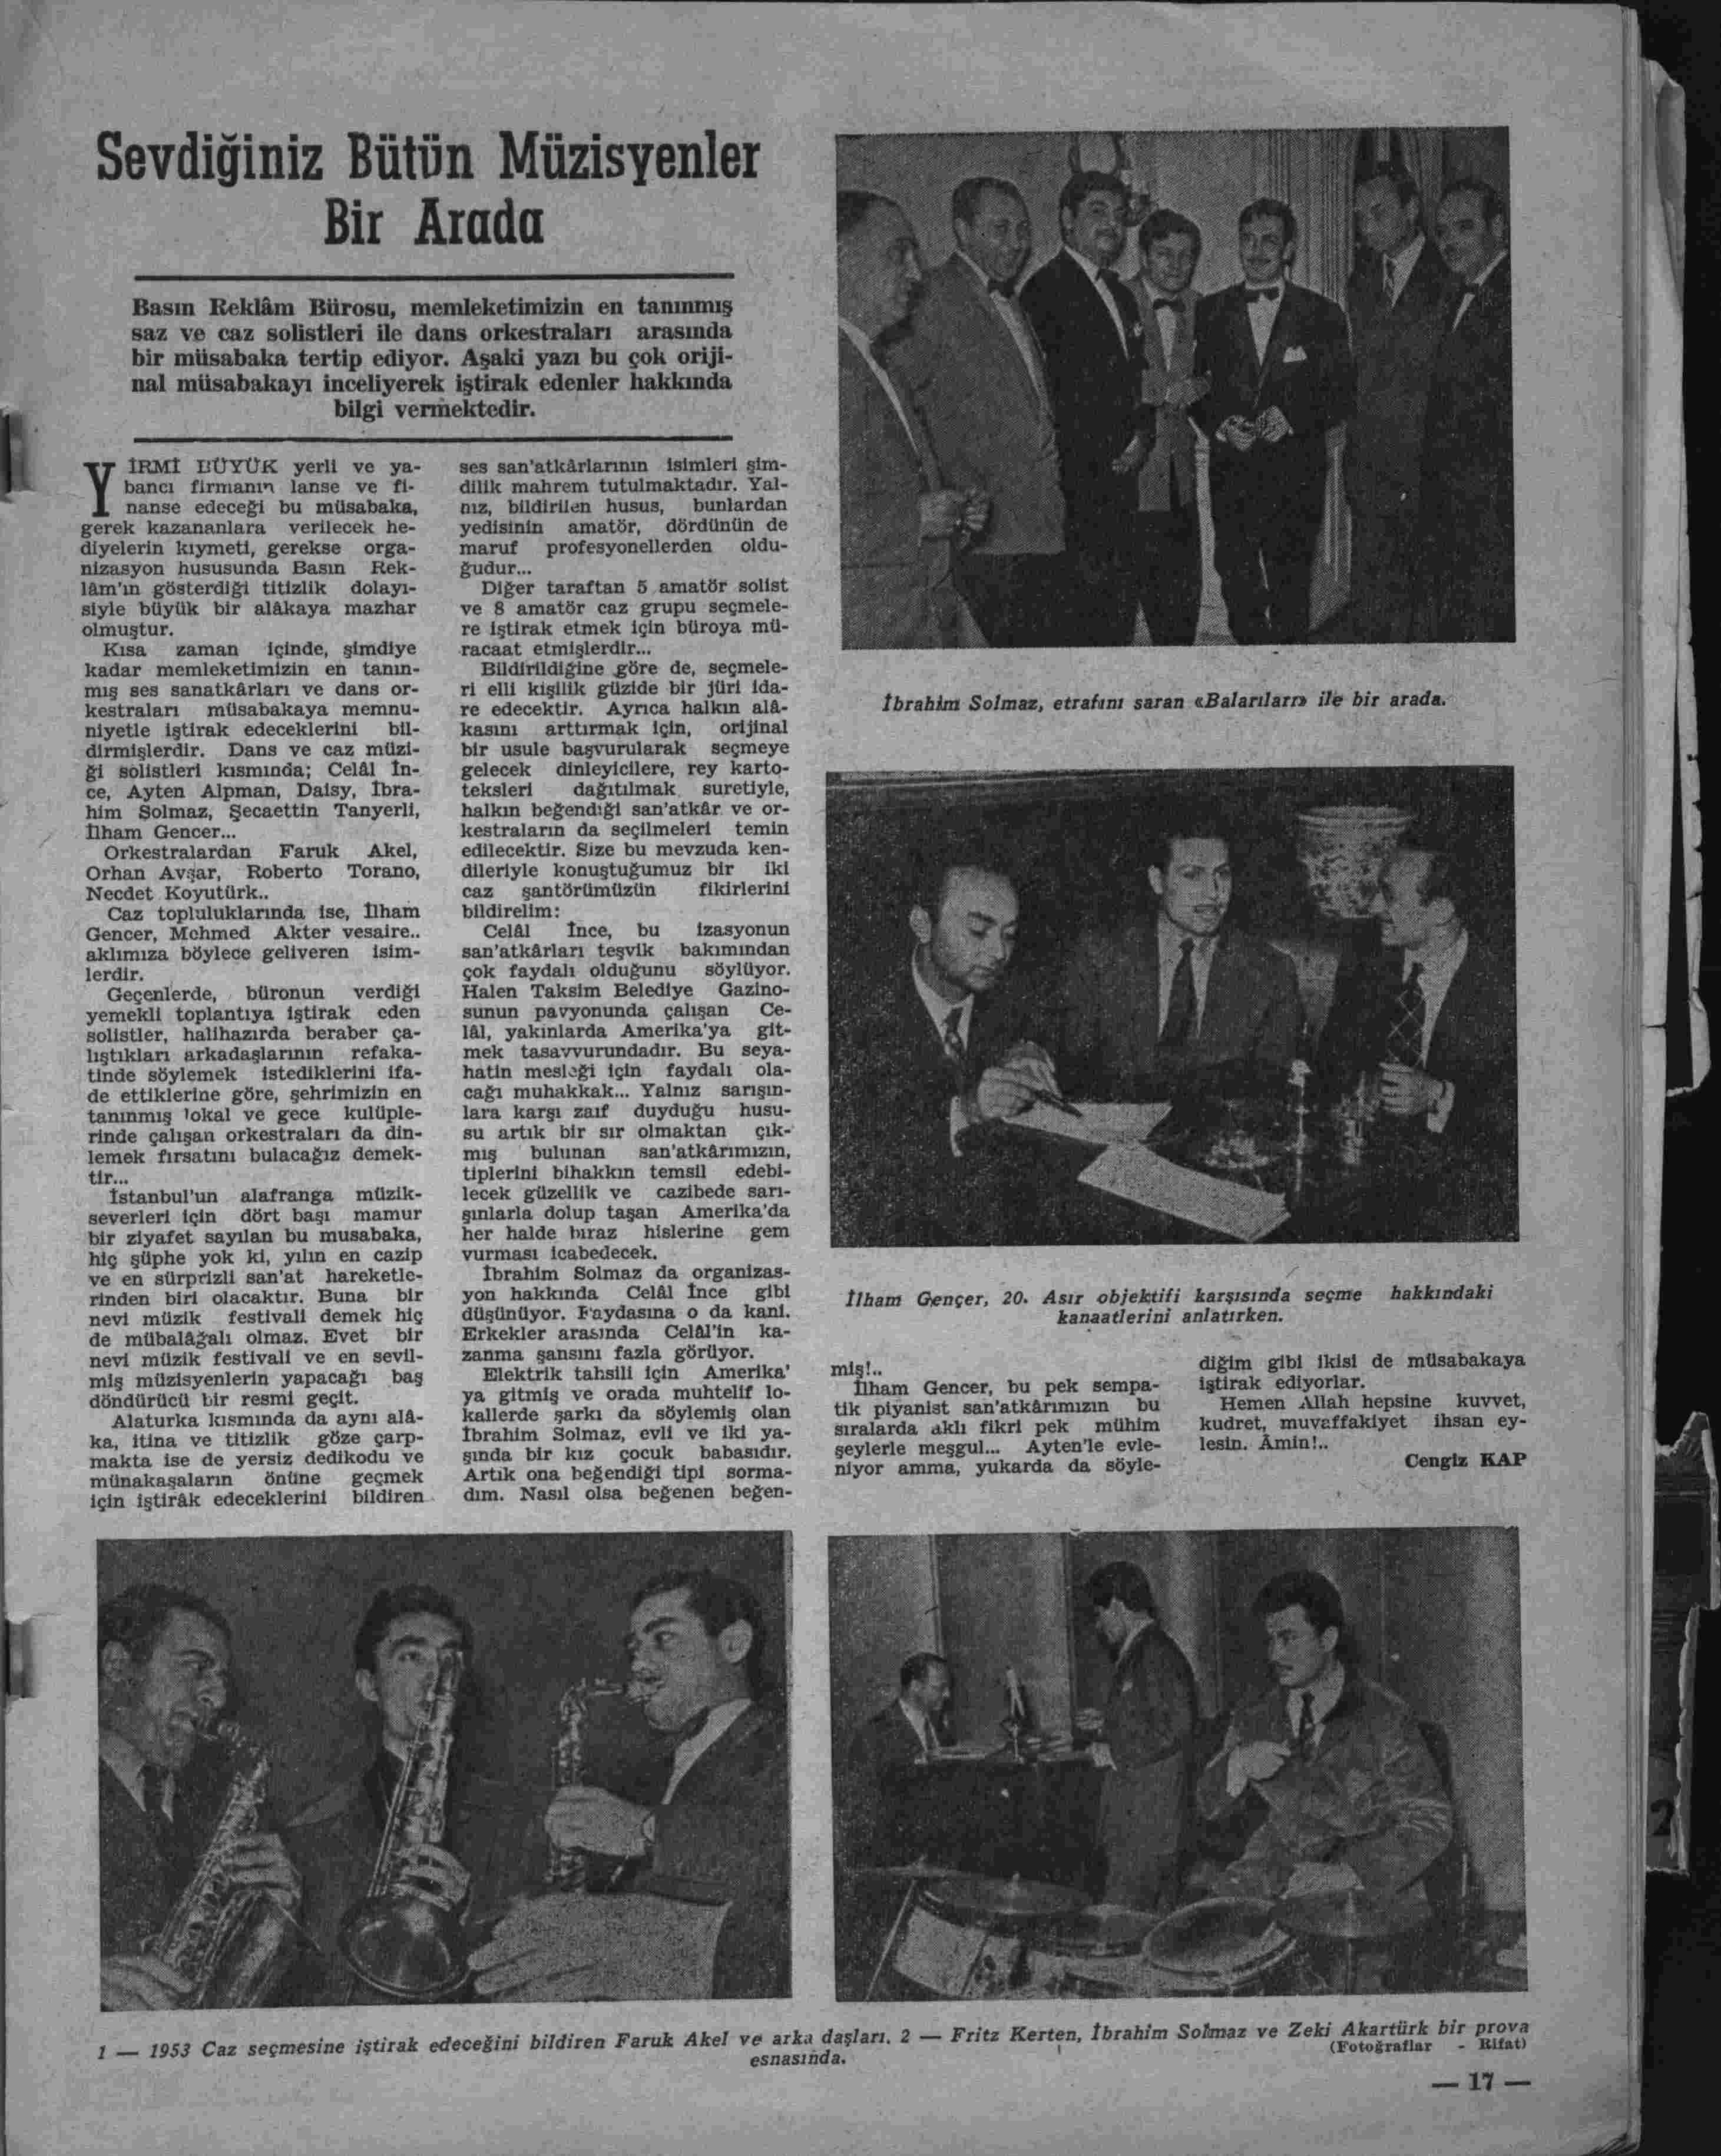 Sevdiğiniz Bütün Müzisyenler
Bir Arada
Basın Reklâm Bürosu, memleketimizin en tanınmış
saz ve caz solistleri ile dans orkestraları arasında
bir müsabaka tertip ediyor. Aşaki yazı bu çok oriji-
nal müsabakayı inceliyerek iştirak edenler hakkında
bilgi vermektedir.
YİRMİ BÜYÜK yerli ve ya-
bancı firmanın lanse ve fi-
nanse edeceği bu müsabaka,
gerek kazananlara verilecek he-
diyelerin kıymeti, gerekse orga-
nizasyon hususunda Basın Rek-
lâm'ın gösterdiği titizlik dolayı-
siyle büyük bir alâkaya mazhar
olmuştur.
Kısa zaman içinde, şimdiye
kadar memleketimizin en tanın-
mış ses sanatkârları ve dans or-
kestraları müsabakaya memnu-
niyetle iştirak edeceklerini bil-
dirmişlerdir. Dans ve caz müzi-
ği solistleri kısmında; Celâl İn-
ce, Ayten Alpman, Daisy, İbra-
him Solmaz, Şecaettin Tanyerli,
İlham Gencer...
Orkestralardan Faruk Akel,
Orhan Avşar, Roberto Torano,
Necdet Koyutürk..
Caz topluluklarında ise, İlham
Gencer, Mehmed Akter vesaire..
aklımıza böylece geliveren isim-
lerdir.
Geçenlerde, büronun verdiği
yemekli toplantıya iştirak eden
solistler, halihazırda beraber ça-
lıştıkları arkadaşlarının refaka-
tinde söylemek istediklerini ifa-
de ettiklerine göre, şehrimizin en
tanınmış lokal ve gece kulüple-
rinde çalışan orkestraları da din-
lemek fırsatını bulacağız demek-
tir...
İstanbul'un alafranga müzik-
severleri için dört başı mamur
bir ziyafet sayılan bu musabaka,
hiç şüphe yok ki, yılın en cazip
ve en sürprizli san'at hareketle-
rinden biri olacaktır. Buna bir
nevi müzik festivali demek hiç
de mübalâğalı olmaz. Evet bir
nevi müzik festivali ve en sevil-
miş müzisyenlerin yapacağı baş
döndürücü bir resmi geçit.
Alaturka kısmında da aynı alâ-
ka, itina ve titizlik göze çarp-
makta ise de yersiz dedikodu ve
münakaşaların önüne geçmek
için iştirâk edeceklerini bildiren
ses san'atkârlarının isimleri şim-
dilik mahrem tutulmaktadır. Yal-
nız, bildirilen husus, bunlardan
yedisinin amatör, dördünün de
maruf profesyonellerden oldu-
ğudur...
Diğer taraftan 5 amatör solist
ve 8 amatör caz grupu seçmele-
re iştirak etmek için büroya mü-
racaat etmişlerdir...
Bildirildiğine göre de, seçmele-
ri elli kişilik güzide bir jüri ida-
re edecektir. Ayrıca halkın alâ-
kasını arttırmak için, orijinal
bir usule başvurularak seçmeye
gelecek dinleyicilere, rey karto-
teksleri dağıtılmak suretiyle,
halkın beğendiği san'atkâr ve or-
kestraların da seçilmeleri temin
edilecektir. Size bu mevzuda ken-
dileriyle konuştuğumuz bir iki
caz şantörümüzün fikirlerini
bildirelim:
Celâl İnce, bu izasyonun
san'atkârları teşvik bakımından
çok faydalı olduğunu söylüyor.
Halen Taksim Belediye Gazino-
sunun pavyonunda çalışan Ce-
lâl, yakınlarda Amerika'ya git-
mek tasavvurundadır. Bu seya-
hatin mesleği için faydalı ola-
cağı muhakkak... Yalnız sarışın-
lara karşı zaıf duyduğu husu-
su artık bir sır olmaktan çık-
mış bulunan san'atkârımızın,
tiplerini bihakkın temsil edebi-
lecek güzellik ve cazibede sarı-
şınlarla dolup taşan Amerika'da
her halde biraz hislerine gem
vurması icabedecek.
İbrahim Solmaz da organizas-
yon hakkında Celâl İnce gibi
düşünüyor. Faydasına o da kani.
Erkekler arasında Celâl'in ka-
zanma şansını fazla görüyor.
Elektrik tahsili için Amerika'
ya gitmiş ve orada muhtelif lo-
kallerde şarkı da söylemiş olan
İbrahim Solmaz, evli ve iki ya-
şında bir kız çocuk babasıdır.
Artık ona beğendiği tipi sorma-
dım. Nasıl olsa beğenen beğen-
İbrahim Solmaz, etrafını saran «Balarıları» ile bir arada.
İlham Gençer, 20. Asır objektifi karşısında seçme hakkındaki
kanaatlerini anlatırken.
miş!..
İlham Gencer, bu pek sempa-
tik piyanist san'atkârımızın bu
sıralarda aklı fikri pek mühim
şeylerle meşgul... Ayten'le evle-
niyor amma, yukarda da söyle-
diğim gibi ikisi de müsabakaya
iştirak ediyorlar.
Hemen Allah hepsine kuvvet,
kudret, muvaffakiyet ihsan ey-
lesin. Âmin!..
Cengiz KAP
1 — 1953 Caz seçmesine iştirak edeceğini bildiren Faruk Akel ve arka daşları. 2 — Fritz Kerten, İbrahim Solmaz ve Zeki Akartürk bir prova
esnasında.
(Fotoğraflar - Rifat)
— 17 —